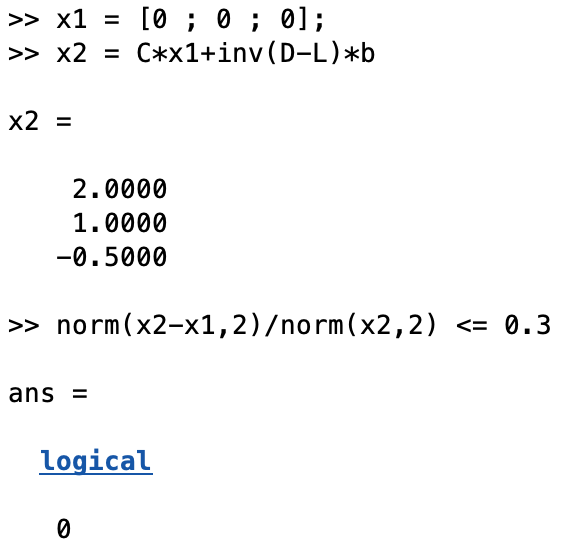 >> x1 = [0 ; 0 ; 0];
>> x2 = C*x1+inv(D-L)*b
x2 =
2.0000
1.0000
-0.5000
>> norm(x2-x1,2)/norm(x2,2) <= 0.3
ans =
logical
0